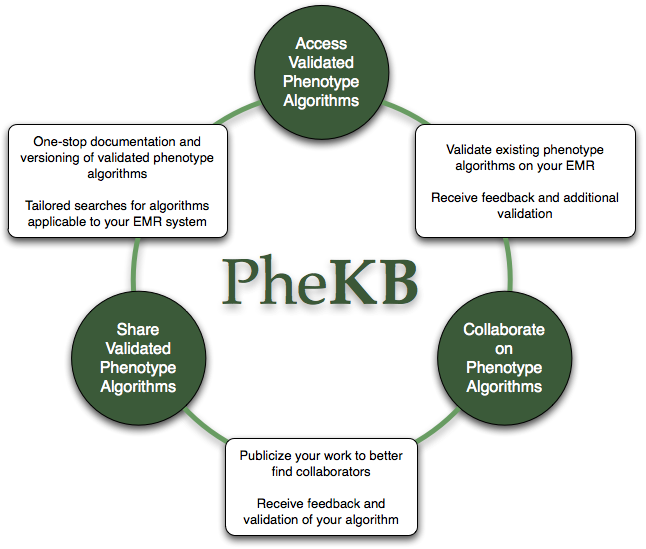 Access
Validated
Phenotype
Algorithms
One-stop documentation and
versioning of validated phenotype
algorithms
Tailored searches for algorithms
applicable to your EMR system
Validate existing phenotype
algorithms on your EMR
Receive feedback and additional
validation
PheKB
Share
Validated
Phenotype
Algorithms
Collaborate
on
Phenotype
Algorithms
Publicize your work to better
find collaborators
Receive feedback and
validation of your algorithm